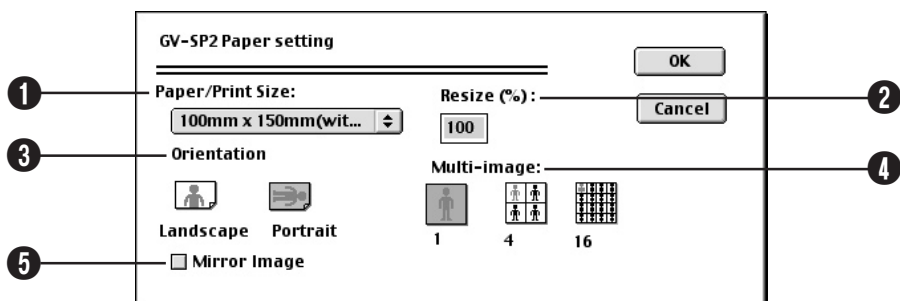 GV-SP2 Paper setting
OK
1 Paper/Print Size:
Resize (%): 2
Cancel
100mm x 150mm(wit...
100
3 Orientation
Multi-image: 4
Landscape Portrait
1 4 16
5 Mirror Image